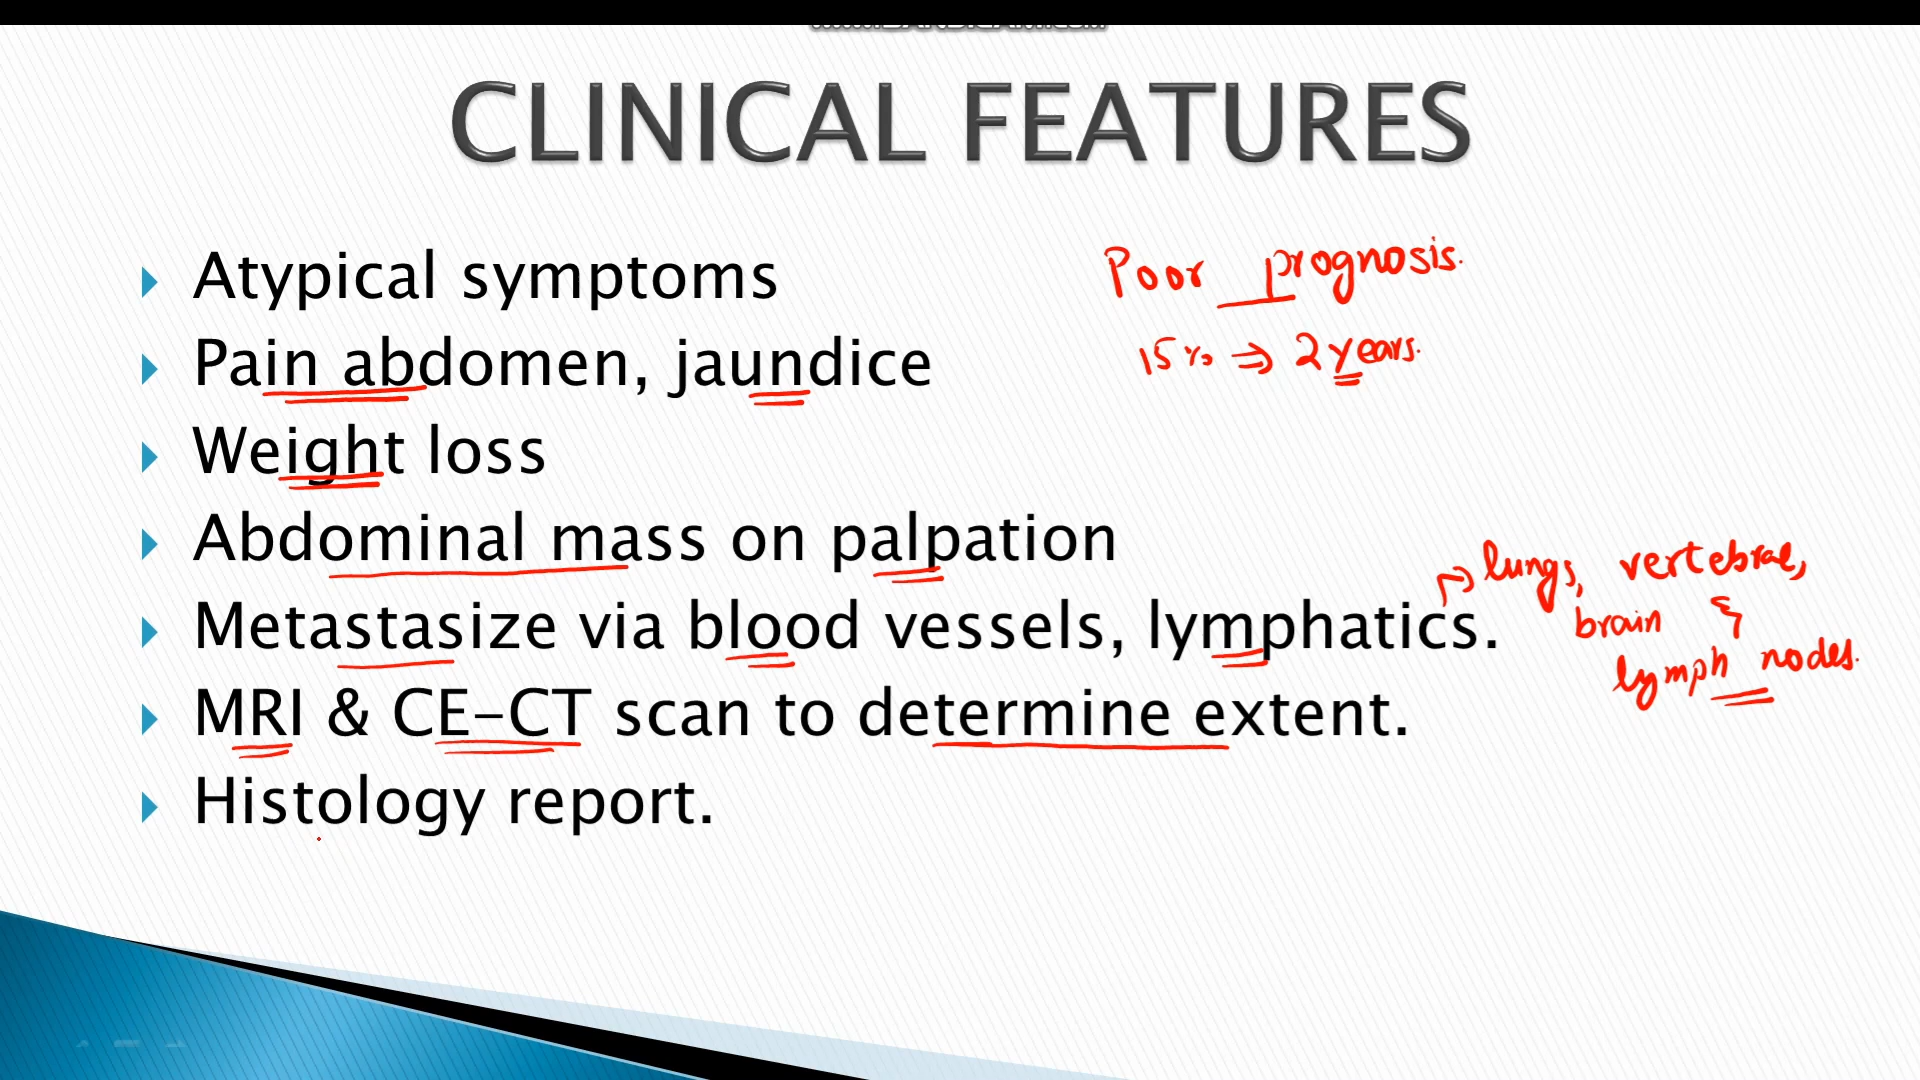 CLINICAL FEATURES
Atypical symptoms
Poor prognosis.
15% ⇒ 2 years.
Pain abdomen, jaundice
Weight loss
Abdominal mass on palpation
Metastasize via blood vessels, lymphatics.
→ lungs, vertebrae,
brain &
lymph nodes.
MRI & CE-CT scan to determine extent.
Histology report.